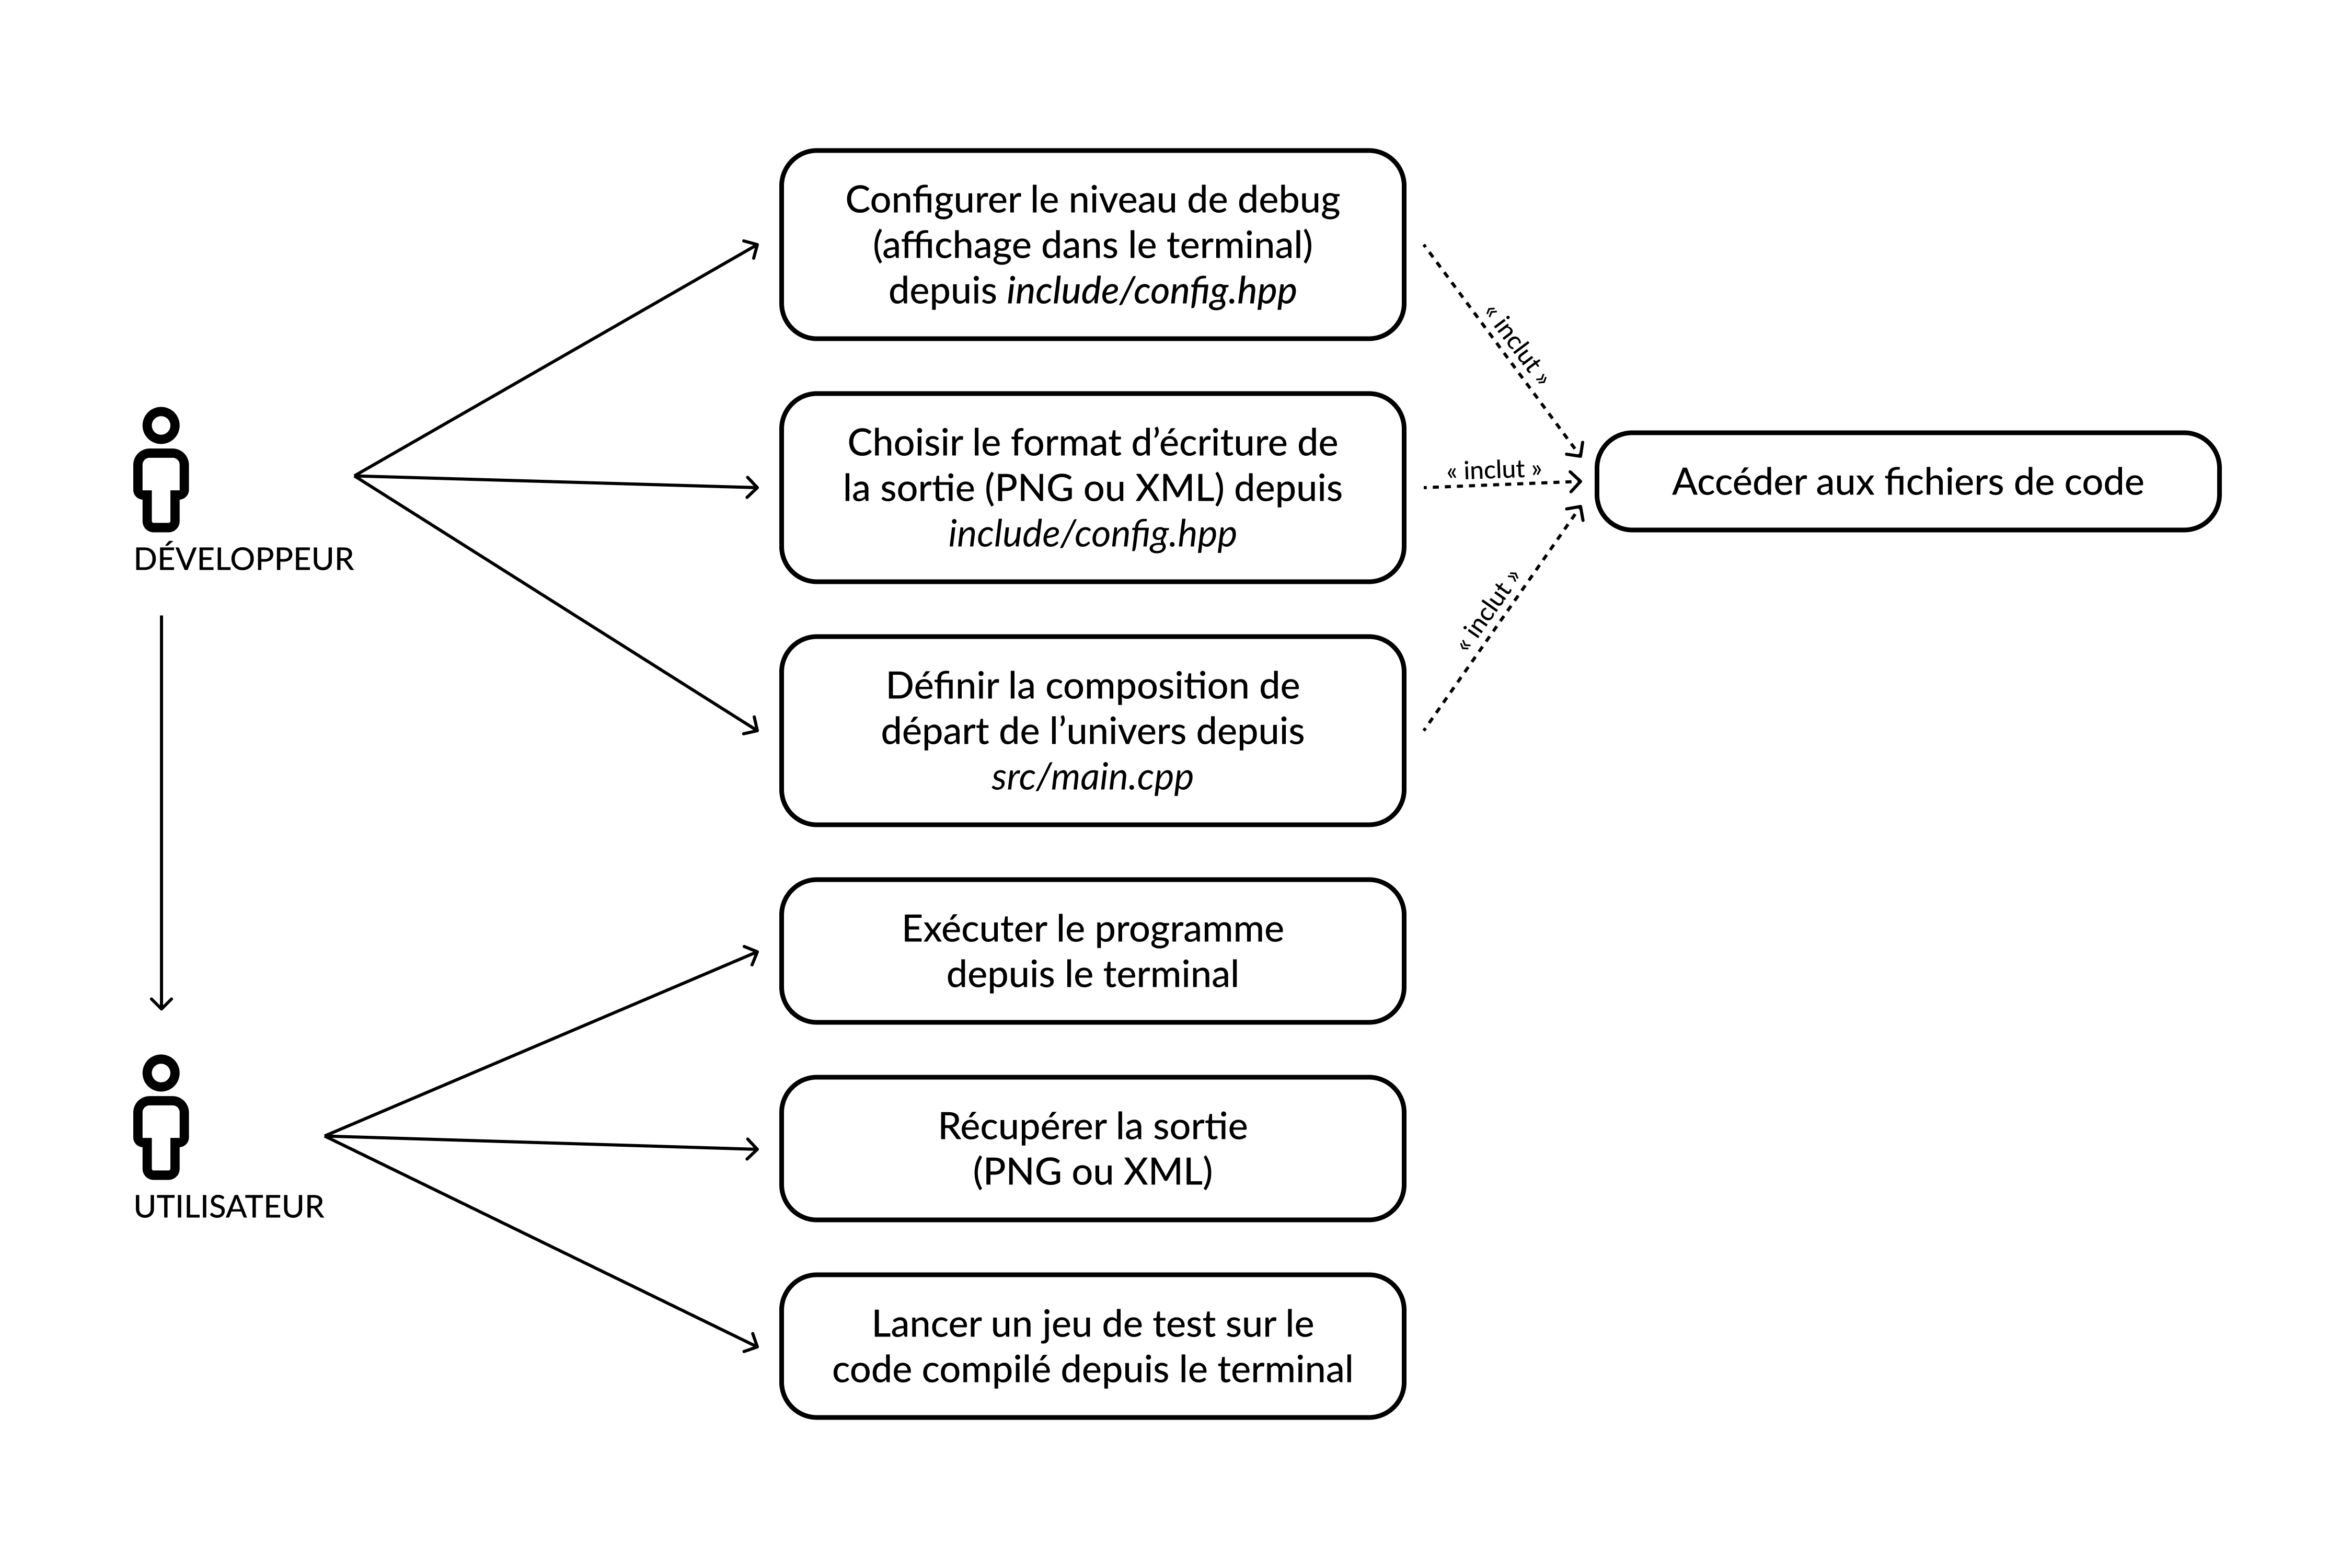 Configurer le niveau de debug
(affichage dans le terminal)
depuis include/config.hpp
« inclut »
DÉVELOPPEUR
Choisir le format d’écriture de
la sortie (PNG ou XML) depuis
include/config.hpp
« inclut »
Accéder aux fichiers de code
Définir la composition de
départ de l’univers depuis
src/main.cpp
« inclut »
Exécuter le programme
depuis le terminal
UTILISATEUR
Récupérer la sortie
(PNG ou XML)
Lancer un jeu de test sur le
code compilé depuis le terminal